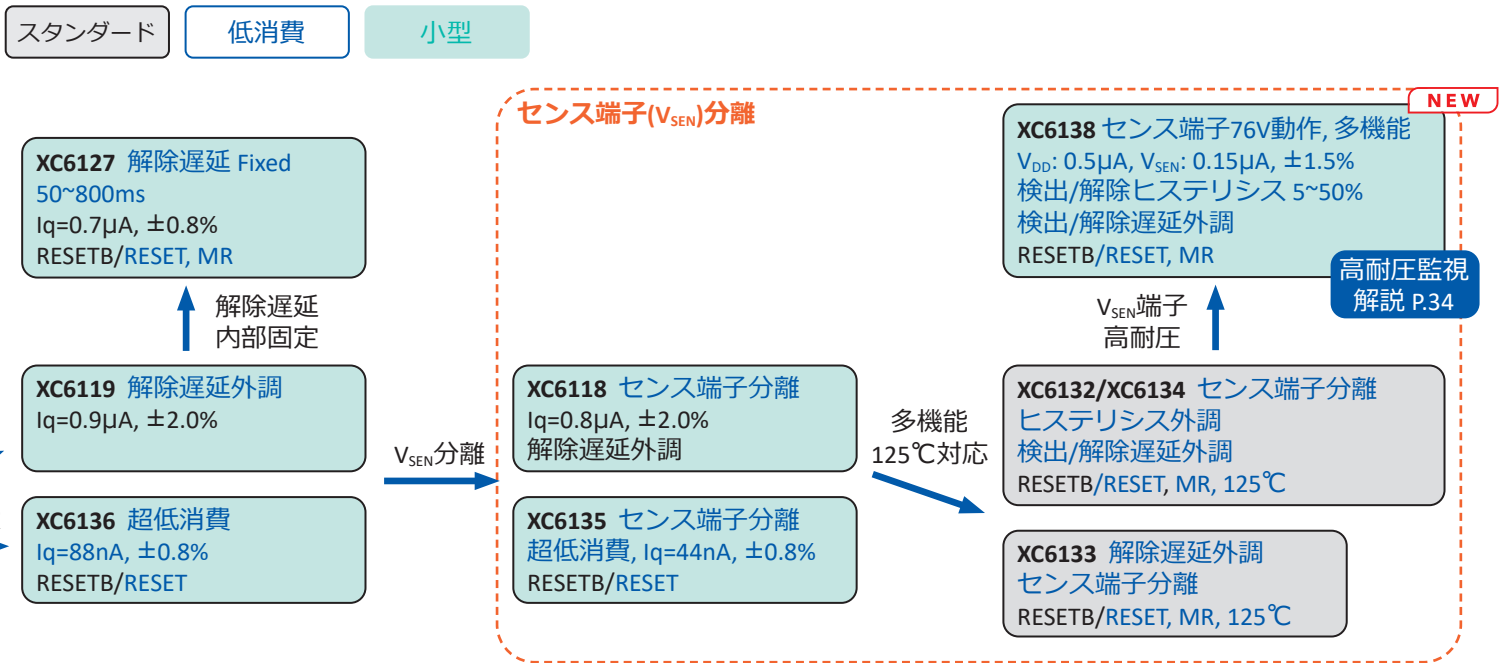 スタンダード
低消費
小型
センス端子(VSEN)分離
NEW
XC6127 解除遅延 Fixed
50~800ms
Iq=0.7µA, ±0.8%
RESETB/RESET, MR
XC6138 センス端子76V動作, 多機能
VDD: 0.5µA, VSEN: 0.15µA, ±1.5%
検出/解除ヒステリシス 5~50%
検出/解除遅延外調
RESETB/RESET, MR
高耐圧監視
解説 P.34
解除遅延
内部固定
VSEN端子
高耐圧
XC6119 解除遅延外調
Iq=0.9µA, ±2.0%
XC6118 センス端子分離
Iq=0.8µA, ±2.0%
解除遅延外調
XC6132/XC6134 センス端子分離
ヒステリシス外調
検出/解除遅延外調
RESETB/RESET, MR, 125℃
VSEN分離
多機能
125℃対応
XC6136 超低消費
Iq=88nA, ±0.8%
RESETB/RESET
XC6135 センス端子分離
超低消費, Iq=44nA, ±0.8%
RESETB/RESET
XC6133 解除遅延外調
センス端子分離
RESETB/RESET, MR, 125℃